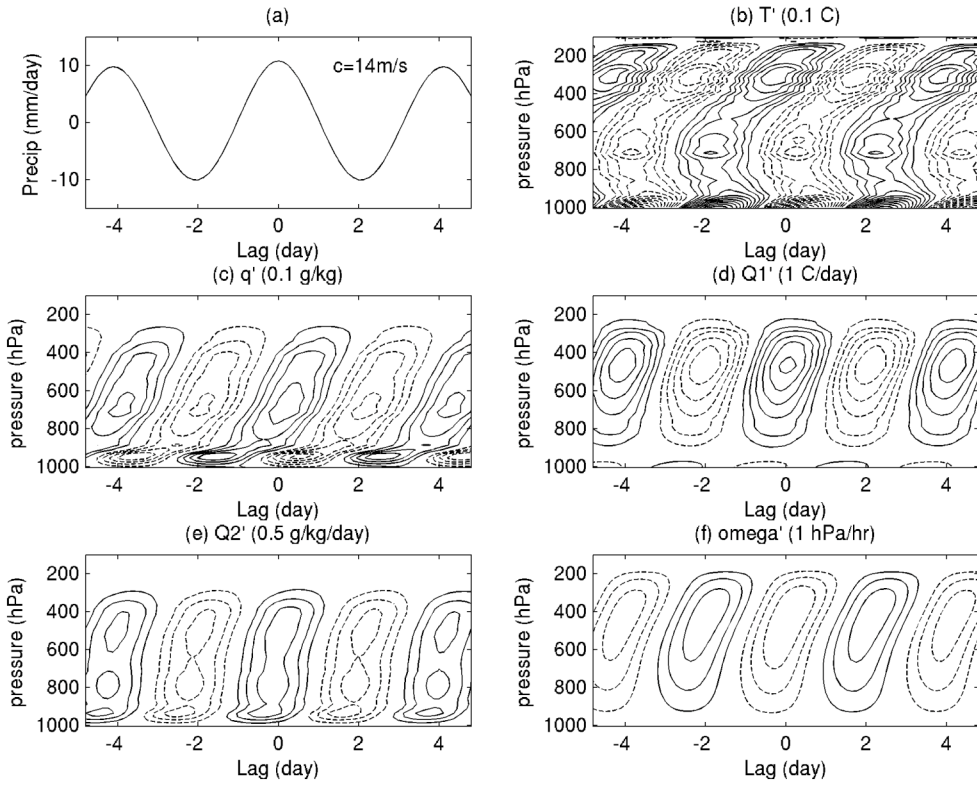 (a)
10
0
-10
Precip (mm/day)
c=14m/s
-4 -2 0 2 4
Lag (day)
(b) T' (0.1 C)
200
400
600
800
1000
pressure (hPa)
-4 -2 0 2 4
Lag (day)
(c) q' (0.1 g/kg)
200
400
600
800
1000
pressure (hPa)
-4 -2 0 2 4
Lag (day)
(d) Q1' (1 C/day)
200
400
600
800
1000
pressure (hPa)
-4 -2 0 2 4
Lag (day)
(e) Q2' (0.5 g/kg/day)
200
400
600
800
1000
pressure (hPa)
-4 -2 0 2 4
Lag (day)
(f) omega' (1 hPa/hr)
200
400
600
800
1000
pressure (hPa)
-4 -2 0 2 4
Lag (day)